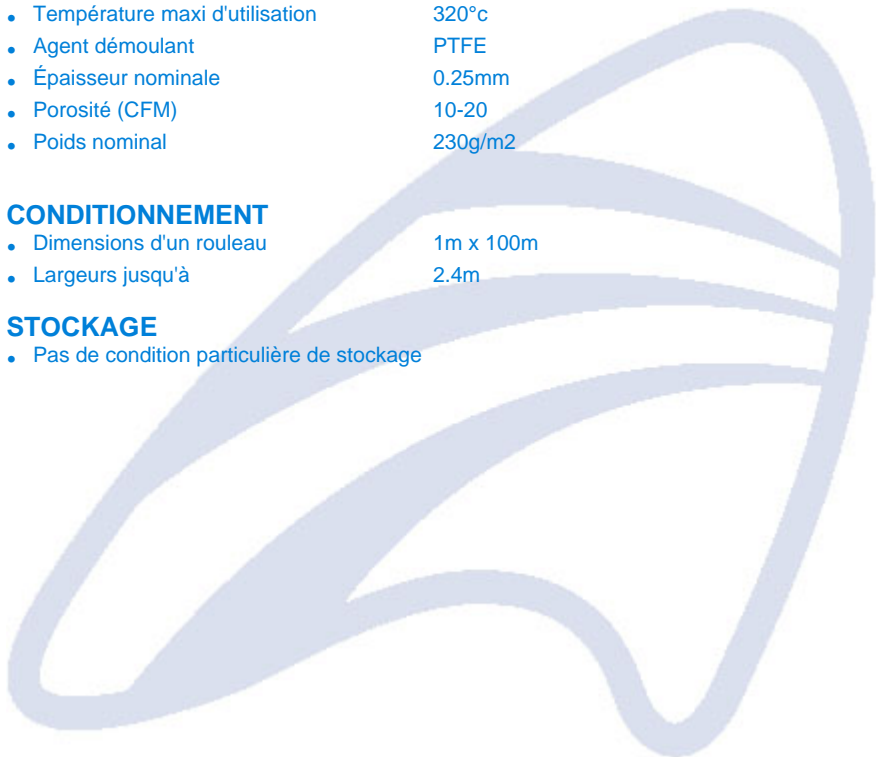 • Température maxi d'utilisation 320°c
• Agent démoulant PTFE
• Épaisseur nominale 0.25mm
• Porosité (CFM) 10-20
• Poids nominal 230g/m2
CONDITIONNEMENT
• Dimensions d'un rouleau 1m x 100m
• Largeurs jusqu'à 2.4m
STOCKAGE
• Pas de condition particulière de stockage